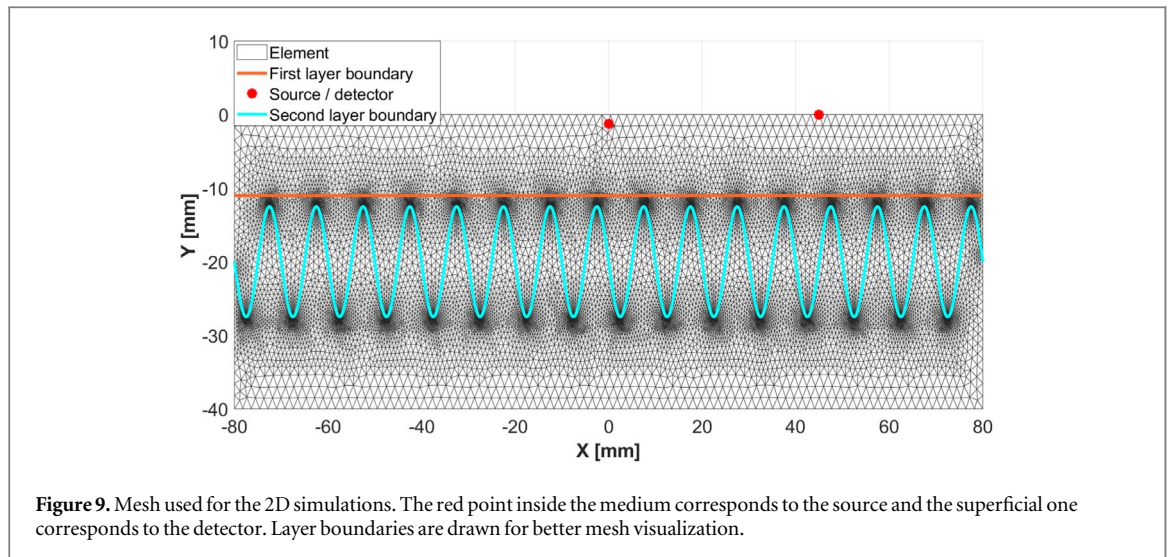 10
Element
First layer boundary
Source / detector
0
Second layer boundary
-10
Y [mm]
-20
-30
-40
-80 -60 -40 -20 0 20 40 60 80
X [mm]
Figure 9. Mesh used for the 2D simulations. The red point inside the medium corresponds to the source and the superficial one
corresponds to the detector. Layer boundaries are drawn for better mesh visualization.